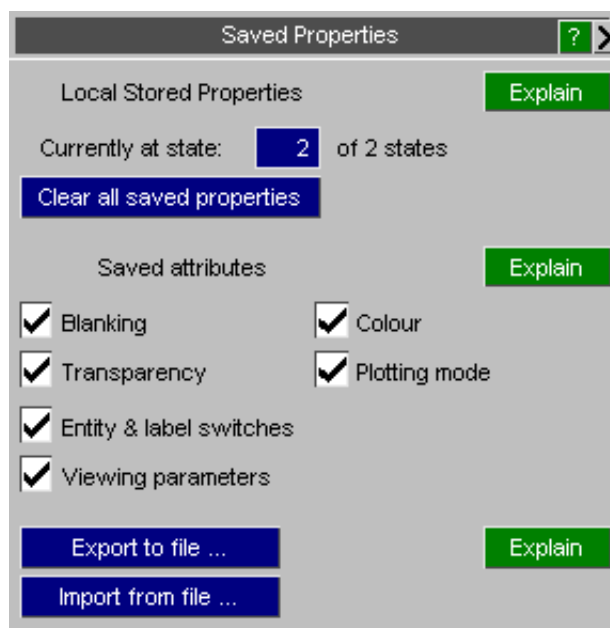 Saved Properties ? X
Local Stored Properties Explain
Currently at state: 2 of 2 states
Clear all saved properties
Saved attributes Explain
Blanking Colour
Transparency Plotting mode
Entity & label switches
Viewing parameters
Export to file ... Explain
Import from file ...